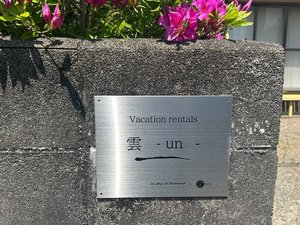 Vacation rentals
雲 - un -